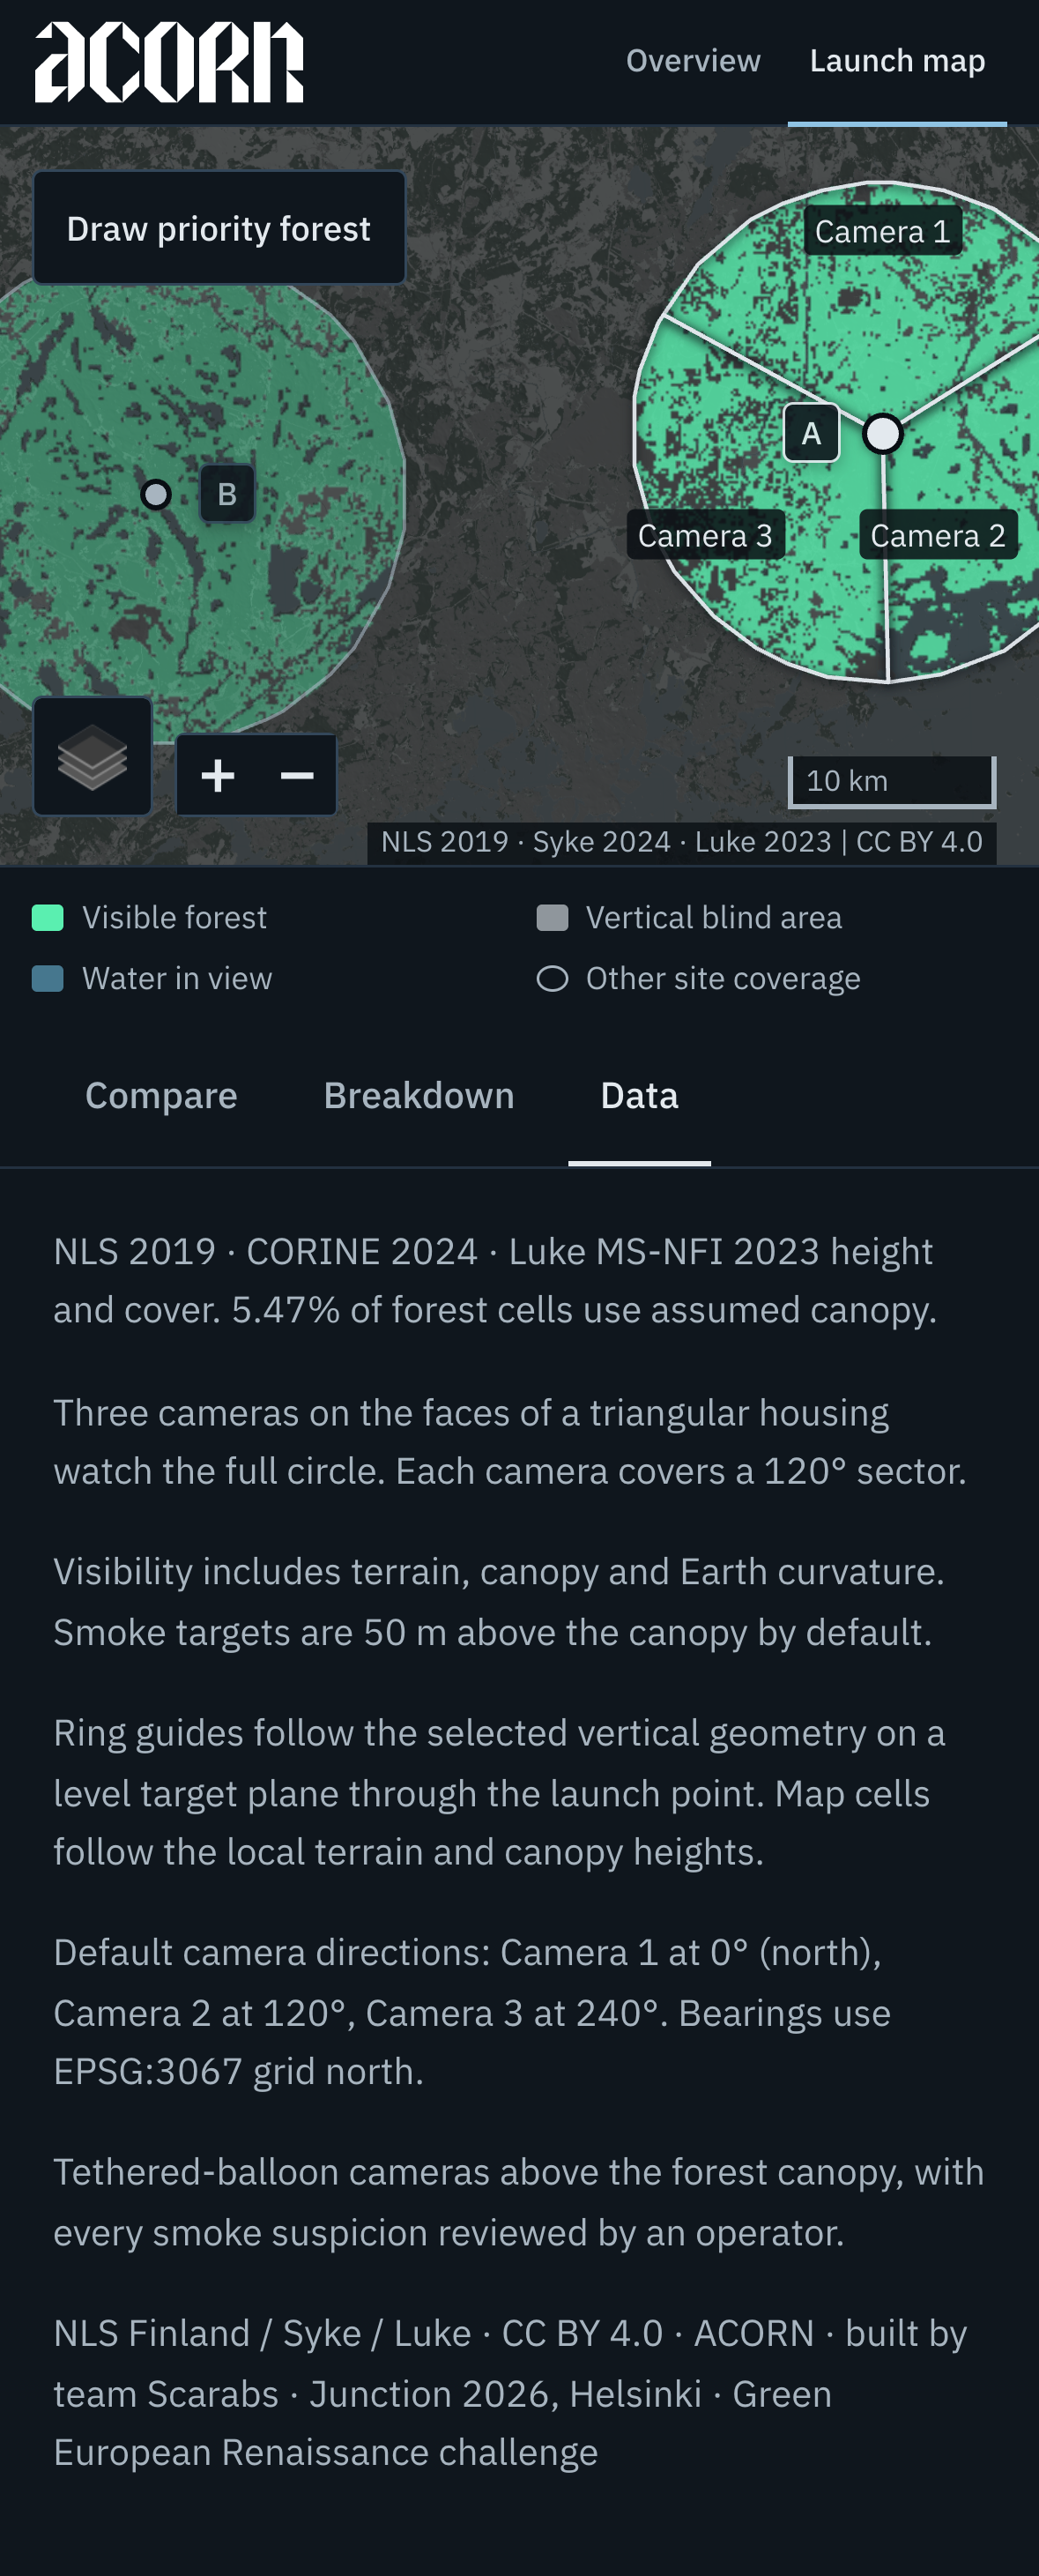 ACORN
Overview
Launch map
Draw priority forest
Camera 1
A
B
Camera 3
Camera 2
+ −
10 km
NLS 2019 · Syke 2024 · Luke 2023 | CC BY 4.0
Visible forest
Vertical blind area
Water in view
Other site coverage
Compare
Breakdown
Data
NLS 2019 · CORINE 2024 · Luke MS-NFI 2023 height
and cover. 5.47% of forest cells use assumed canopy.
Three cameras on the faces of a triangular housing
watch the full circle. Each camera covers a 120° sector.
Visibility includes terrain, canopy and Earth curvature.
Smoke targets are 50 m above the canopy by default.
Ring guides follow the selected vertical geometry on a
level target plane through the launch point. Map cells
follow the local terrain and canopy heights.
Default camera directions: Camera 1 at 0° (north),
Camera 2 at 120°, Camera 3 at 240°. Bearings use
EPSG:3067 grid north.
Tethered-balloon cameras above the forest canopy, with
every smoke suspicion reviewed by an operator.
NLS Finland / Syke / Luke · CC BY 4.0 · ACORN · built by
team Scarabs · Junction 2026, Helsinki · Green
European Renaissance challenge